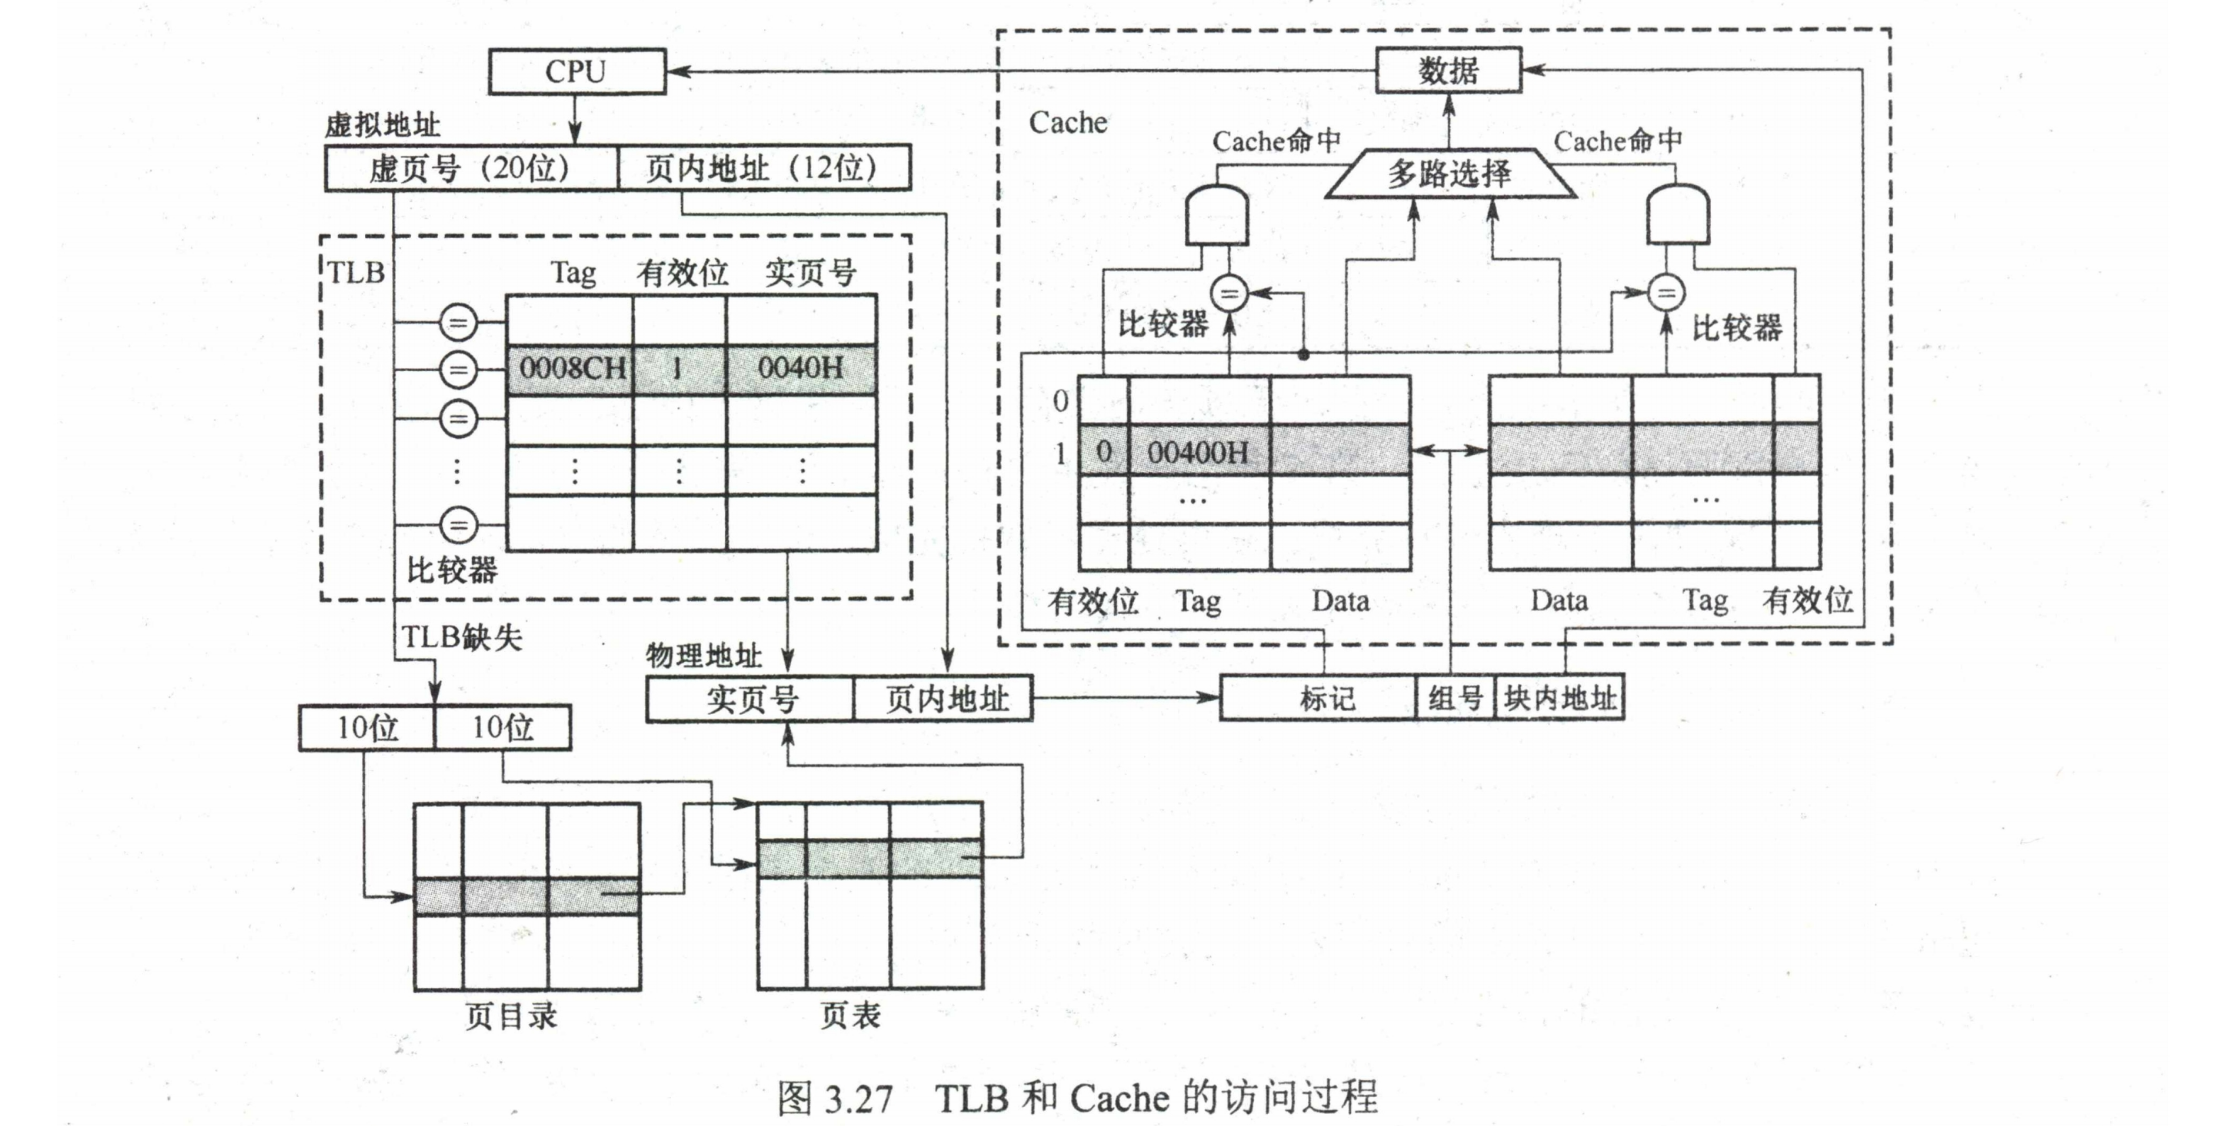 CPU
数据
虚拟地址
Cache
Cache命中
Cache命中
虚页号（20位）
页内地址（12位）
多路选择
TLB
Tag
有效位
实页号
=
=
比较器
比较器
=
=
0008CH
1
0040H
=
0
1
0
00400H
⋮
⋮
⋮
⋮
…
…
=
比较器
有效位
Tag
Data
Data
Tag
有效位
TLB缺失
物理地址
实页号
页内地址
标记
组号
块内地址
10位
10位
页目录
页表
图 3.27 TLB 和 Cache 的访问过程